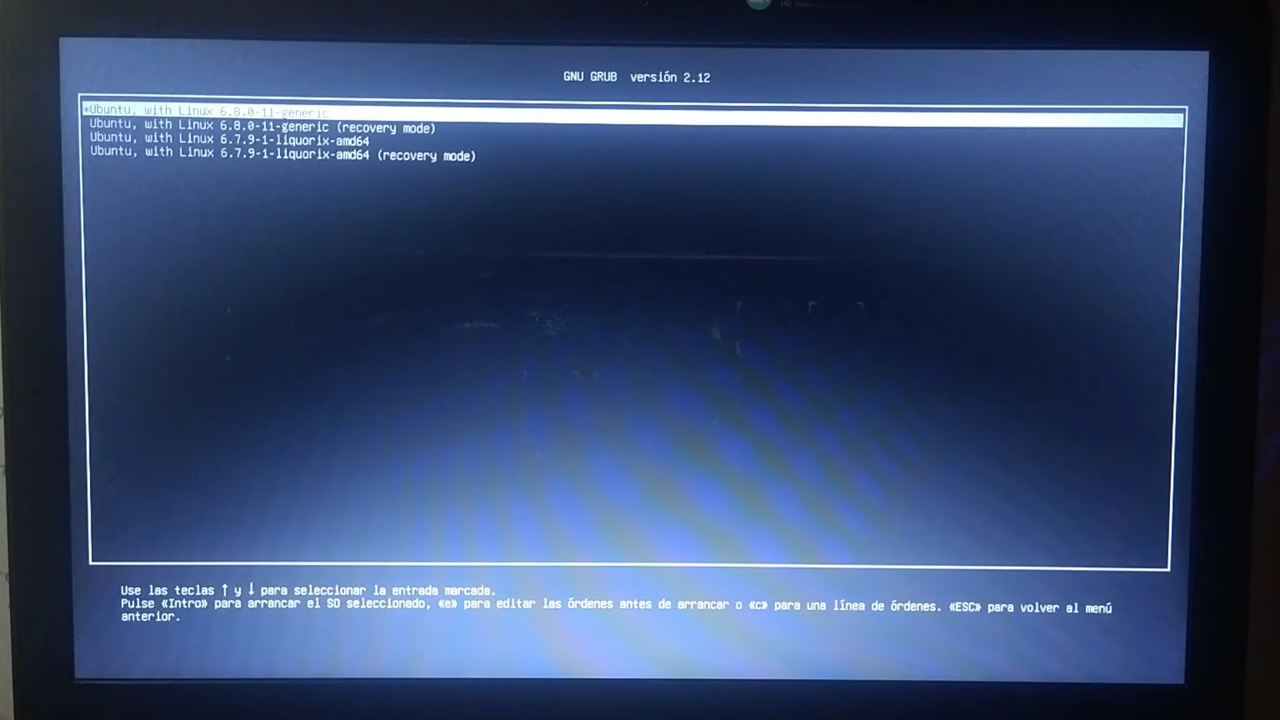 GNU GRUB versión 2.12
*Ubuntu, with Linux 6.8.0-11-generic
Ubuntu, with Linux 6.8.0-11-generic (recovery mode)
Ubuntu, with Linux 6.7.9-1-liquorix-amd64
Ubuntu, with Linux 6.7.9-1-liquorix-amd64 (recovery mode)
Use las teclas ↑ y ↓ para seleccionar la entrada marcada.
Pulse «Intro» para arrancar el SO seleccionado, «e» para editar las órdenes antes de arrancar o «c» para una línea de órdenes. «ESC» para volver al menú
anterior.